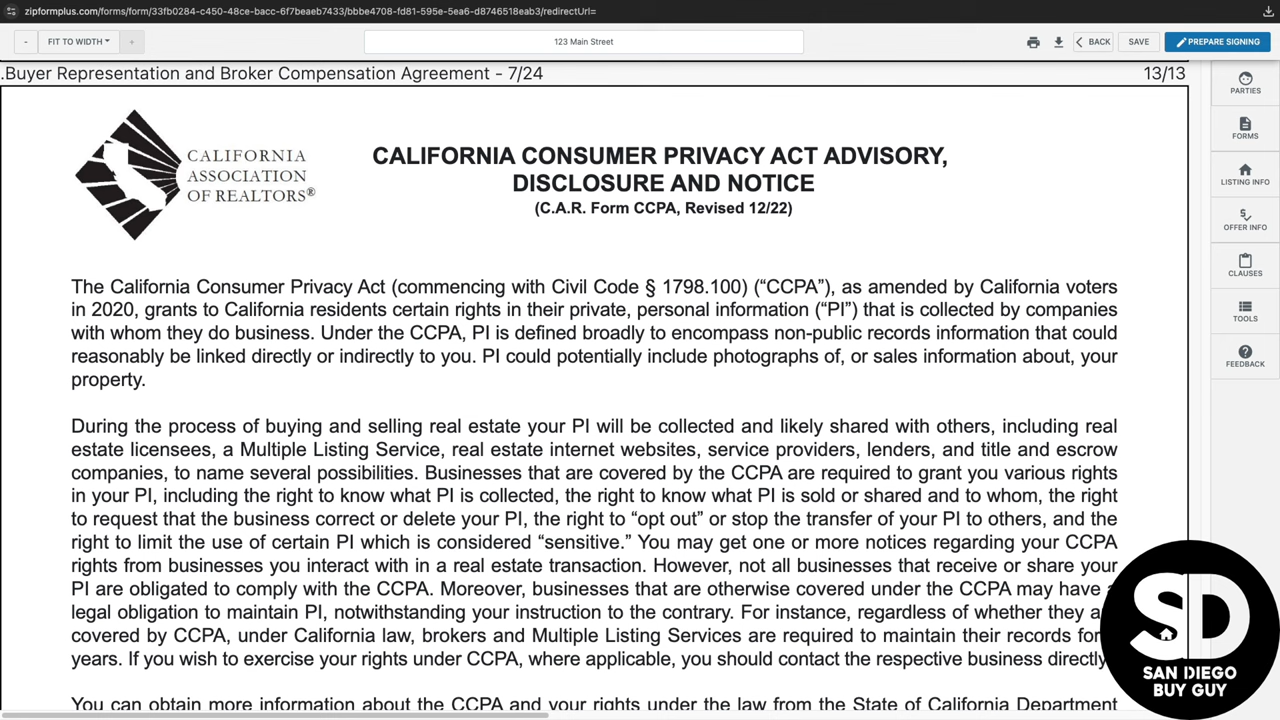 zipformplus.com/forms/form/33fb0284-c450-48ce-bacc-6f7beaeb7433/bbbe4708-fd81-595e-5ea6-d8746518eab3/redirectUrl=
- FIT TO WIDTH +
123 Main Street
BACK SAVE PREPARE SIGNING
.Buyer Representation and Broker Compensation Agreement - 7/24 13/13
CALIFORNIA
ASSOCIATION
OF REALTORS®
CALIFORNIA CONSUMER PRIVACY ACT ADVISORY,
DISCLOSURE AND NOTICE
(C.A.R. Form CCPA, Revised 12/22)
The California Consumer Privacy Act (commencing with Civil Code § 1798.100) (“CCPA”), as amended by California voters
in 2020, grants to California residents certain rights in their private, personal information (“PI”) that is collected by companies
with whom they do business. Under the CCPA, PI is defined broadly to encompass non-public records information that could
reasonably be linked directly or indirectly to you. PI could potentially include photographs of, or sales information about, your
property.
During the process of buying and selling real estate your PI will be collected and likely shared with others, including real
estate licensees, a Multiple Listing Service, real estate internet websites, service providers, lenders, and title and escrow
companies, to name several possibilities. Businesses that are covered by the CCPA are required to grant you various rights
in your PI, including the right to know what PI is collected, the right to know what PI is sold or shared and to whom, the right
to request that the business correct or delete your PI, the right to “opt out” or stop the transfer of your PI to others, and the
right to limit the use of certain PI which is considered “sensitive.” You may get one or more notices regarding your CCPA
rights from businesses you interact with in a real estate transaction. However, not all businesses that receive or share your
PI are obligated to comply with the CCPA. Moreover, businesses that are otherwise covered under the CCPA may have a
legal obligation to maintain PI, notwithstanding your instruction to the contrary. For instance, regardless of whether they
covered by CCPA, under California law, brokers and Multiple Listing Services are required to maintain their records for
years. If you wish to exercise your rights under CCPA, where applicable, you should contact the respective business directly
You can obtain more information about the CCPA and your rights under the law from the State of California Department
PARTIES
FORMS
LISTING INFO
OFFER INFO
CLAUSES
TOOLS
FEEDBACK
SD
SAN DIEGO
BUY GUY